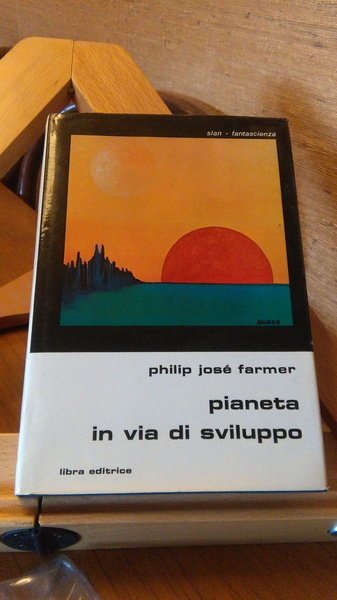 slan · fantascienza
philip josé farmer
pianeta
in via di sviluppo
libra editrice